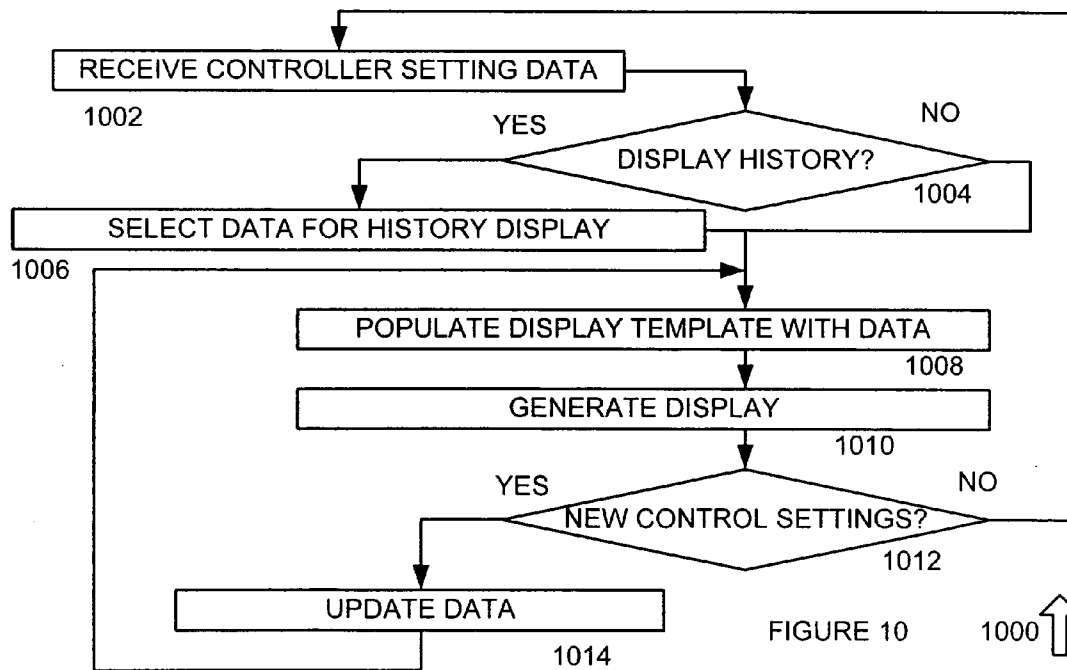 RECEIVE CONTROLLER SETTING DATA
1002
YES
NO
DISPLAY HISTORY?
1004
SELECT DATA FOR HISTORY DISPLAY
1006
POPULATE DISPLAY TEMPLATE WITH DATA
1008
GENERATE DISPLAY
1010
YES
NO
NEW CONTROL SETTINGS?
1012
UPDATE DATA
1014
FIGURE 10
1000